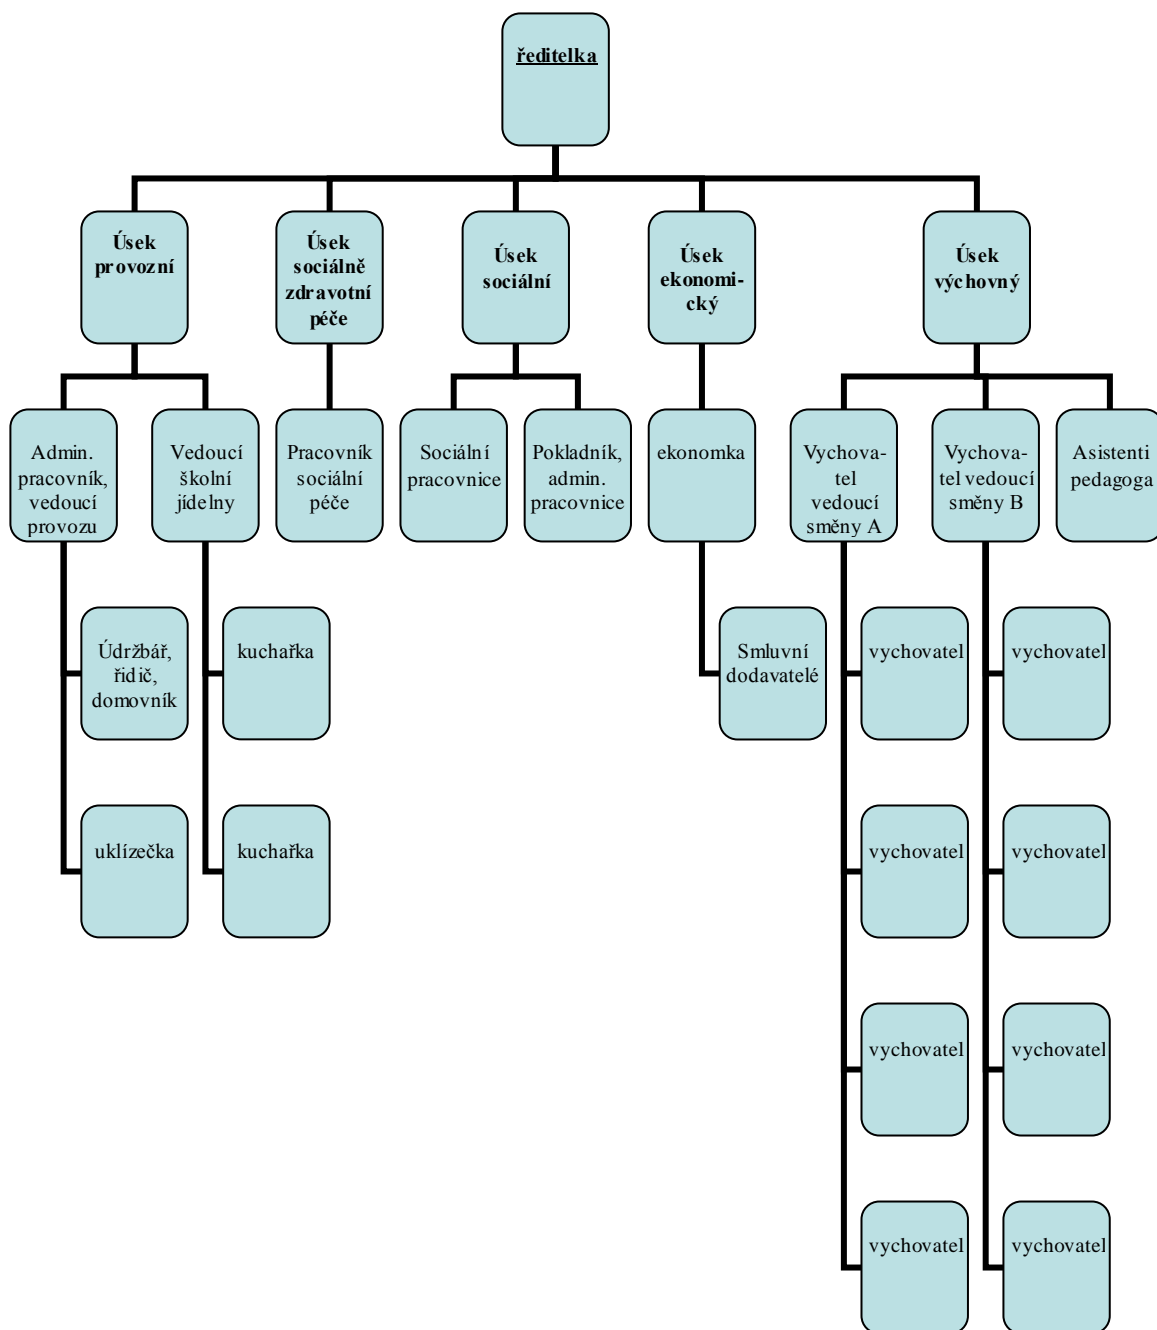 ředitelka
Úsek
provozní
Úsek
sociálně
zdravotní
péče
Úsek
sociální
Úsek
ekonomi-
cký
Úsek
výchovný
Admin.
pracovník,
vedoucí
provozu
Vedoucí
školní
jídelny
Pracovník
sociální
péče
Sociální
pracovnice
Pokladník,
admin.
pracovnice
ekonomka
Vychova-
tel
vedoucí
směny A
Vychova-
tel vedoucí
směny B
Asistenti
pedagoga
Údržbář,
řidič,
domovník
kuchařka
Smluvní
dodavatelé
vychovatel
vychovatel
uklízečka
kuchařka
vychovatel
vychovatel
vychovatel
vychovatel
vychovatel
vychovatel